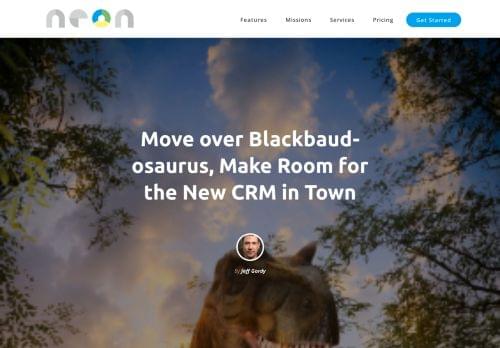 neon
Features
Missions
Services
Pricing
Get Started
Move over Blackbaud-
osaurus, Make Room for
the New CRM in Town
By Jeff Gordy